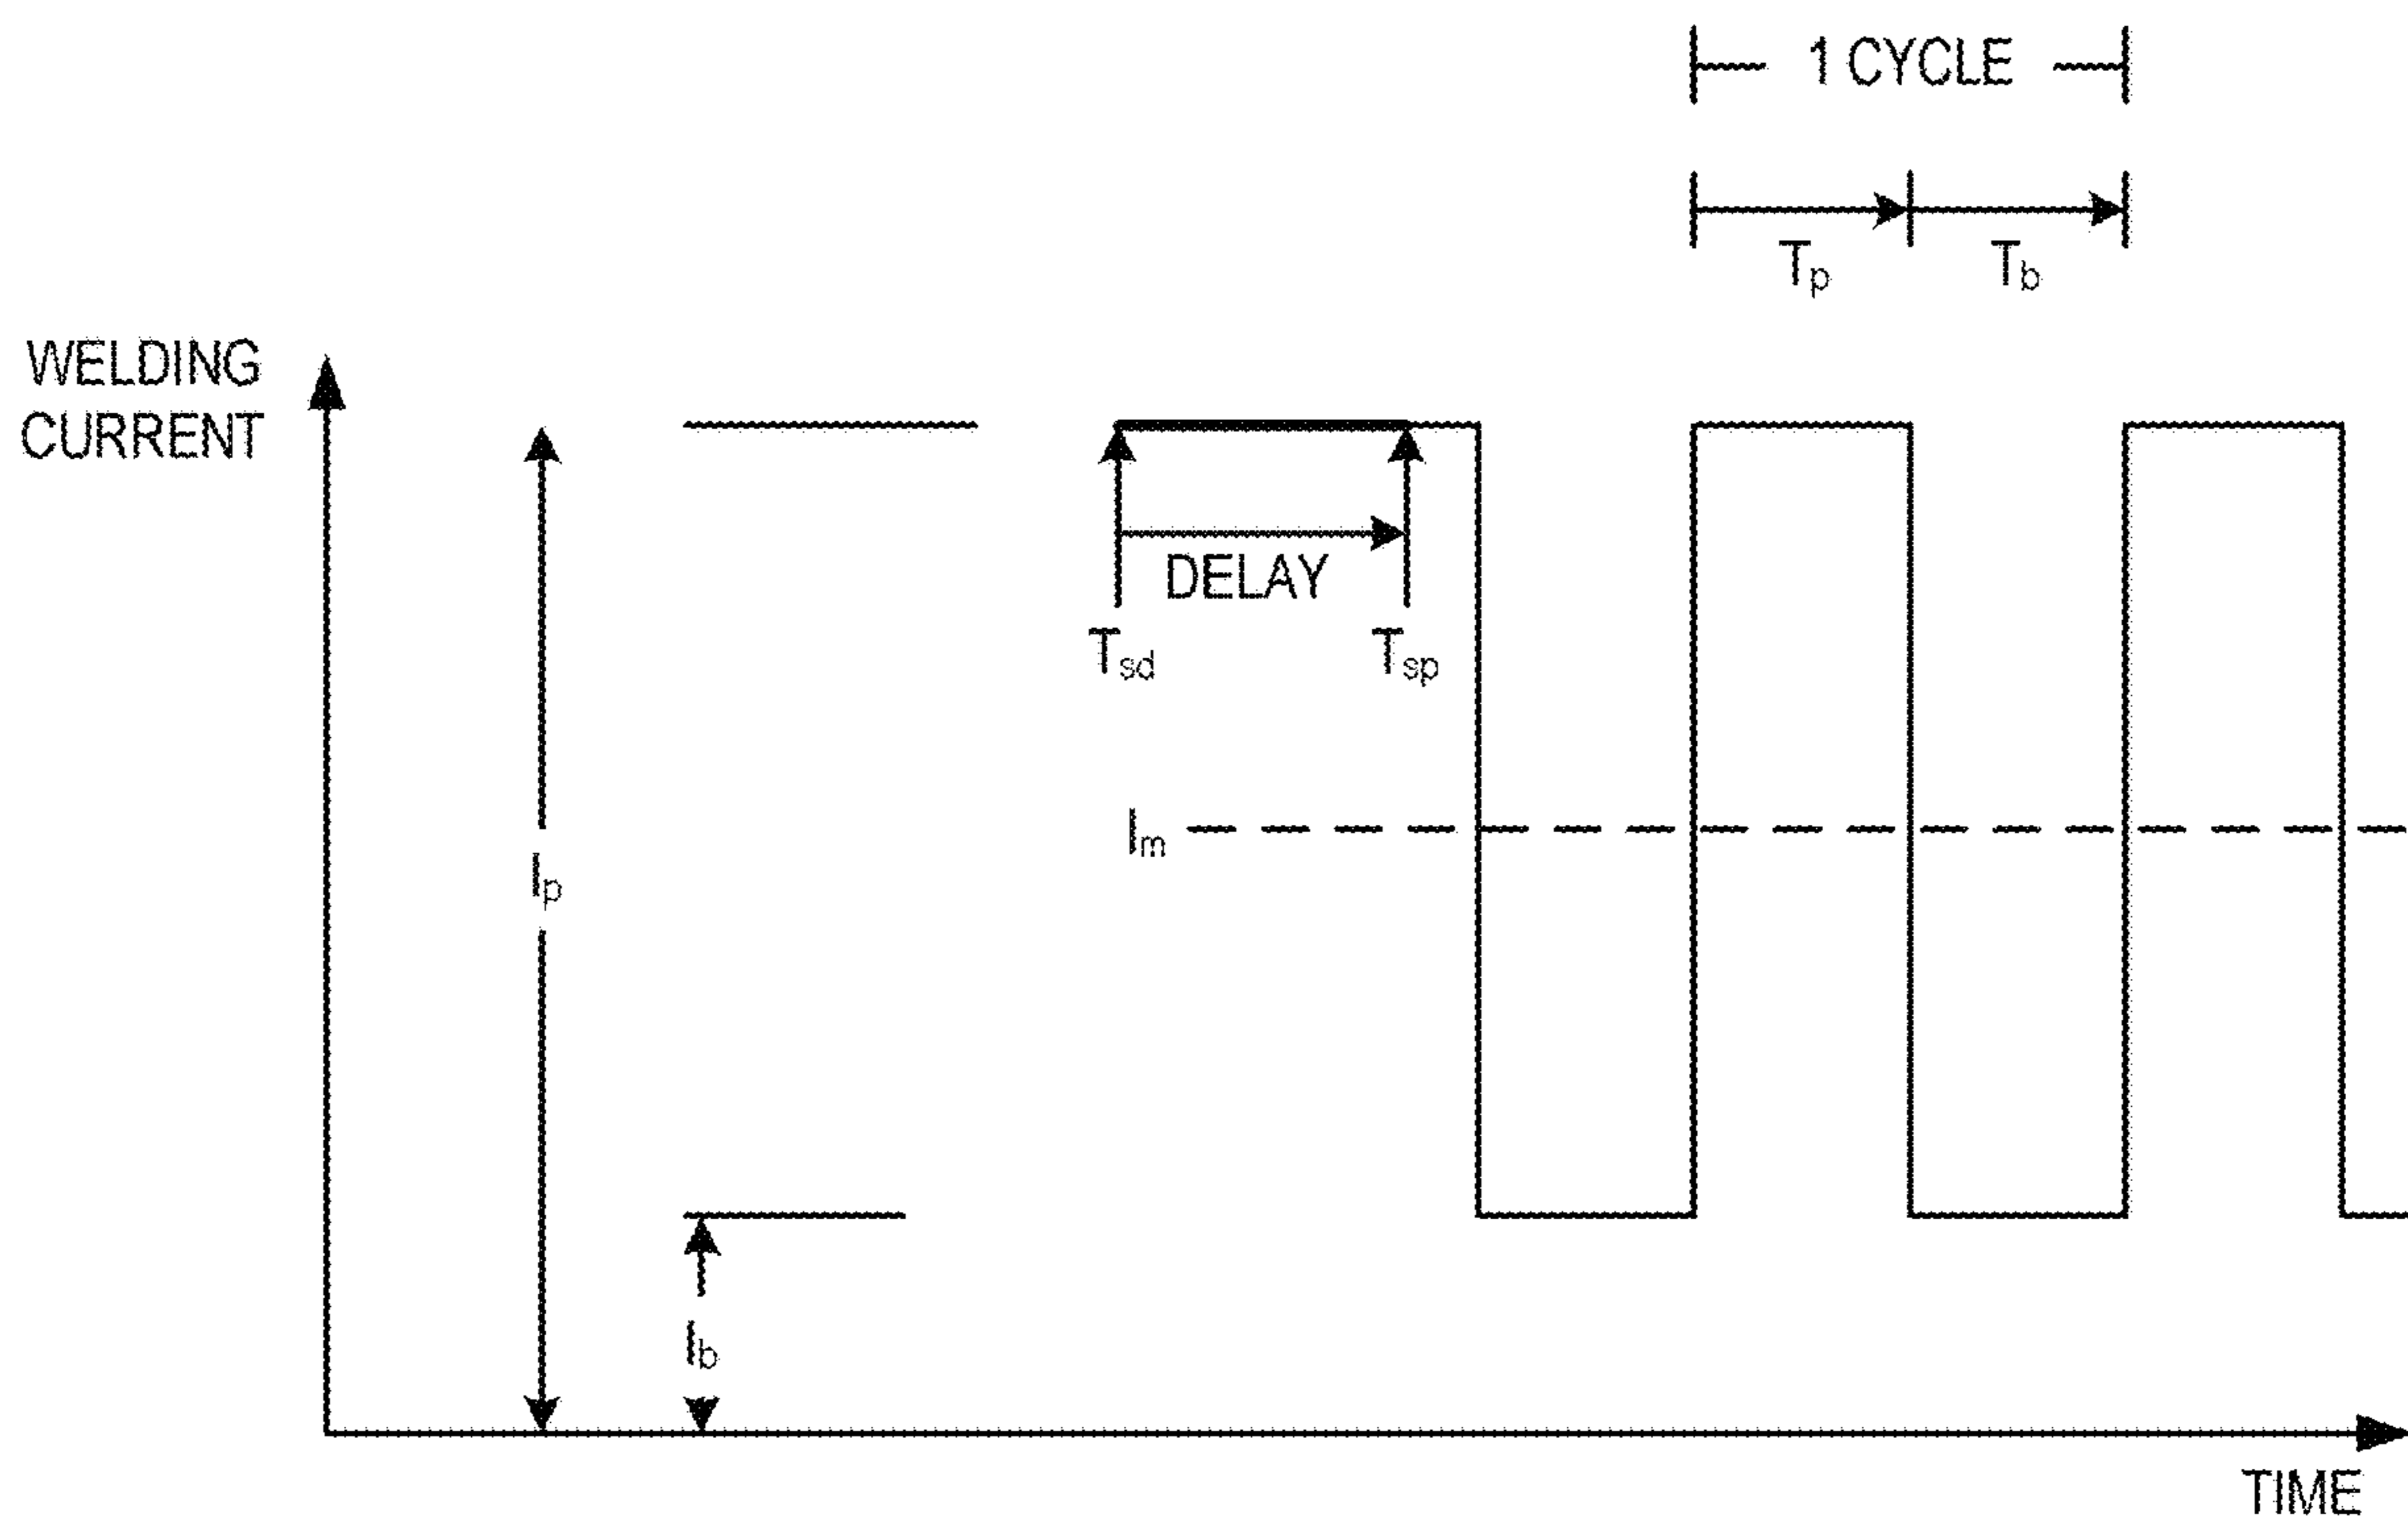 1 CYCLE
Tp
Tb
WELDING
CURRENT
DELAY
Tsd
Tsp
Im
Ip
Ib
TIME